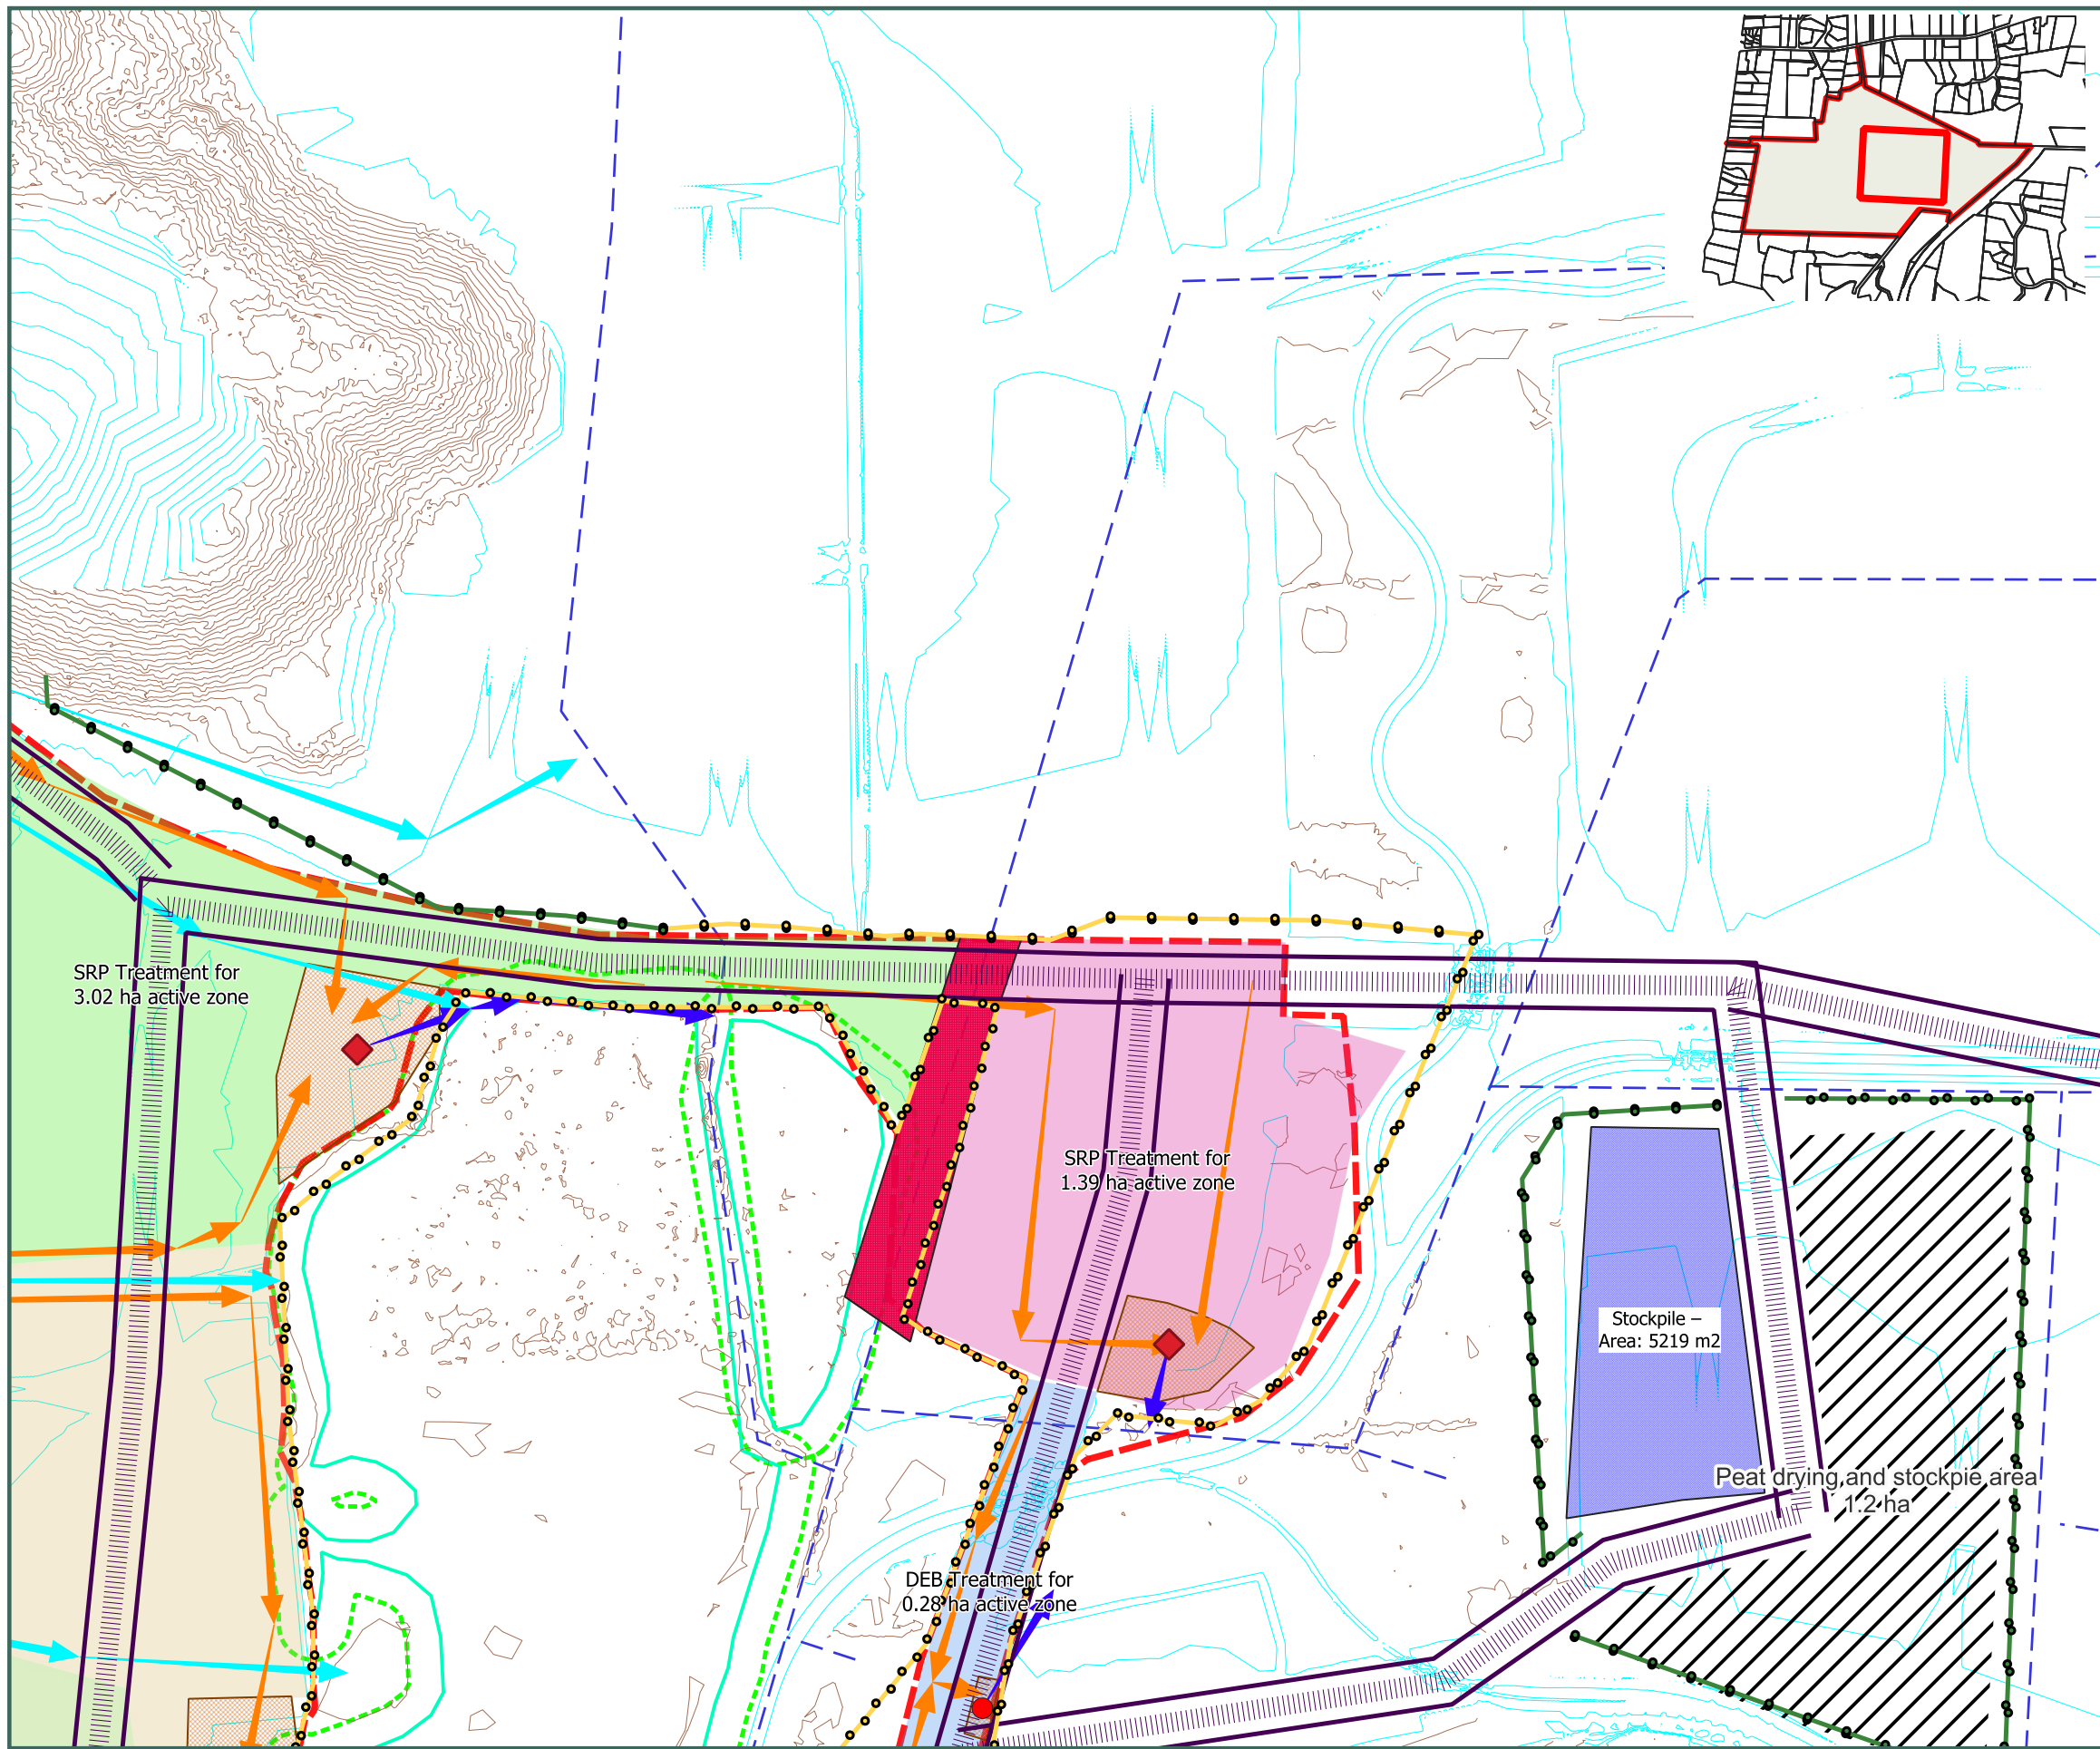 SRP Treatment for
3.02 ha active zone
SRP Treatment for
1.39 ha active zone
Stockpile –
Area: 5219 m2
Peat drying and stockpie area
1.2 ha
DEB Treatment for
0.28 ha active zone